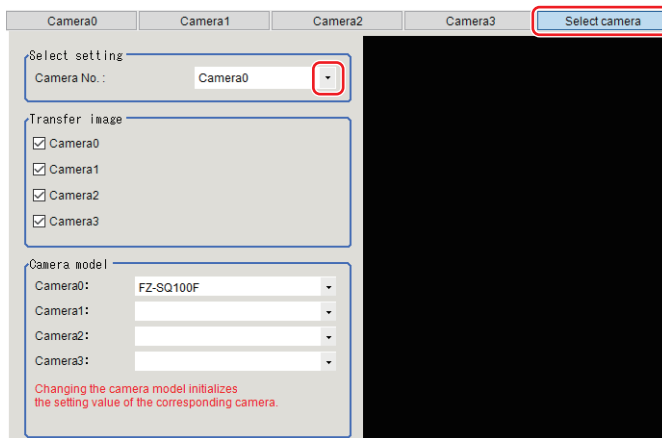 Camera0 Camera1 Camera2 Camera3 Select camera
Select setting
Camera No. : Camera0
Transfer image
Camera0
Camera1
Camera2
Camera3
Camera model
Camera0: FZ-SQ100F
Camera1:
Camera2:
Camera3:
Changing the camera model initializes
the setting value of the corresponding camera.